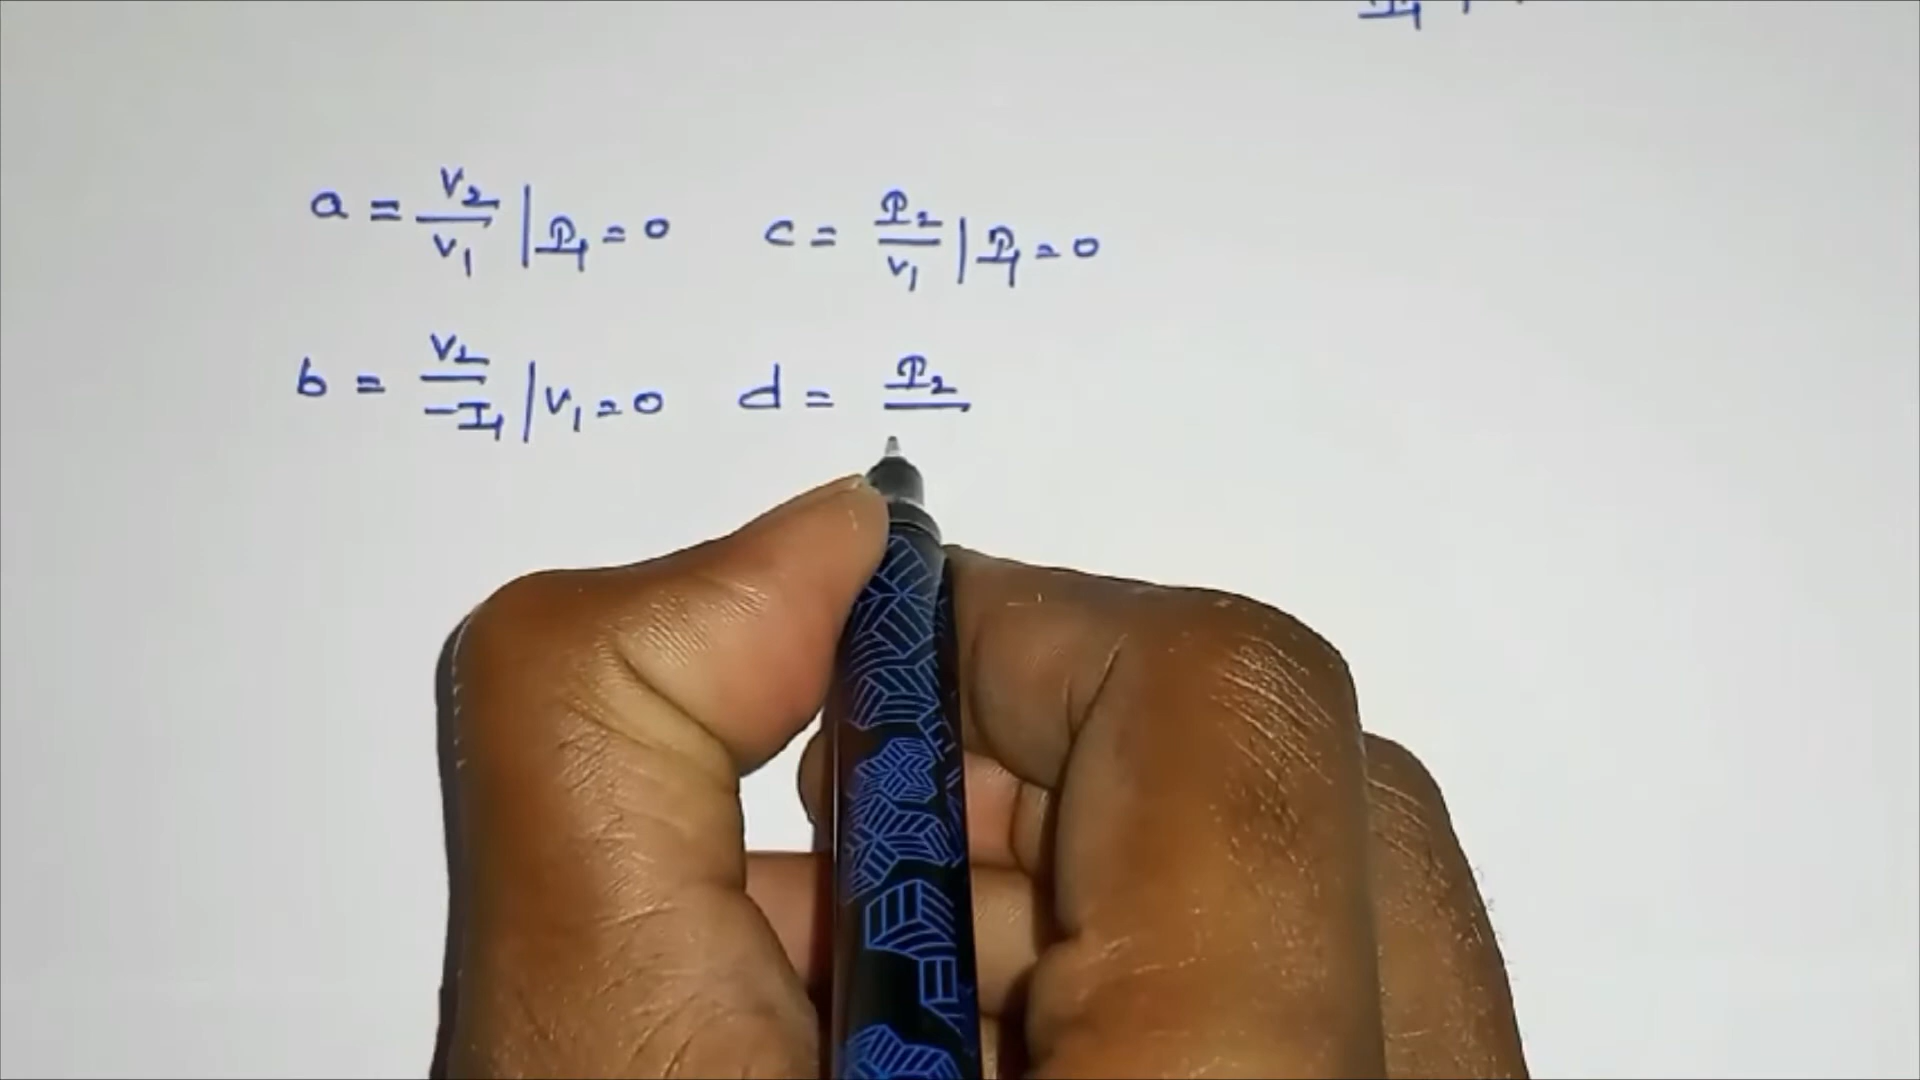 a = V2/V1 | I1 = 0 c = I2/V1 | I1 = 0
b = V2/-I1 | V1 = 0 d = I2/